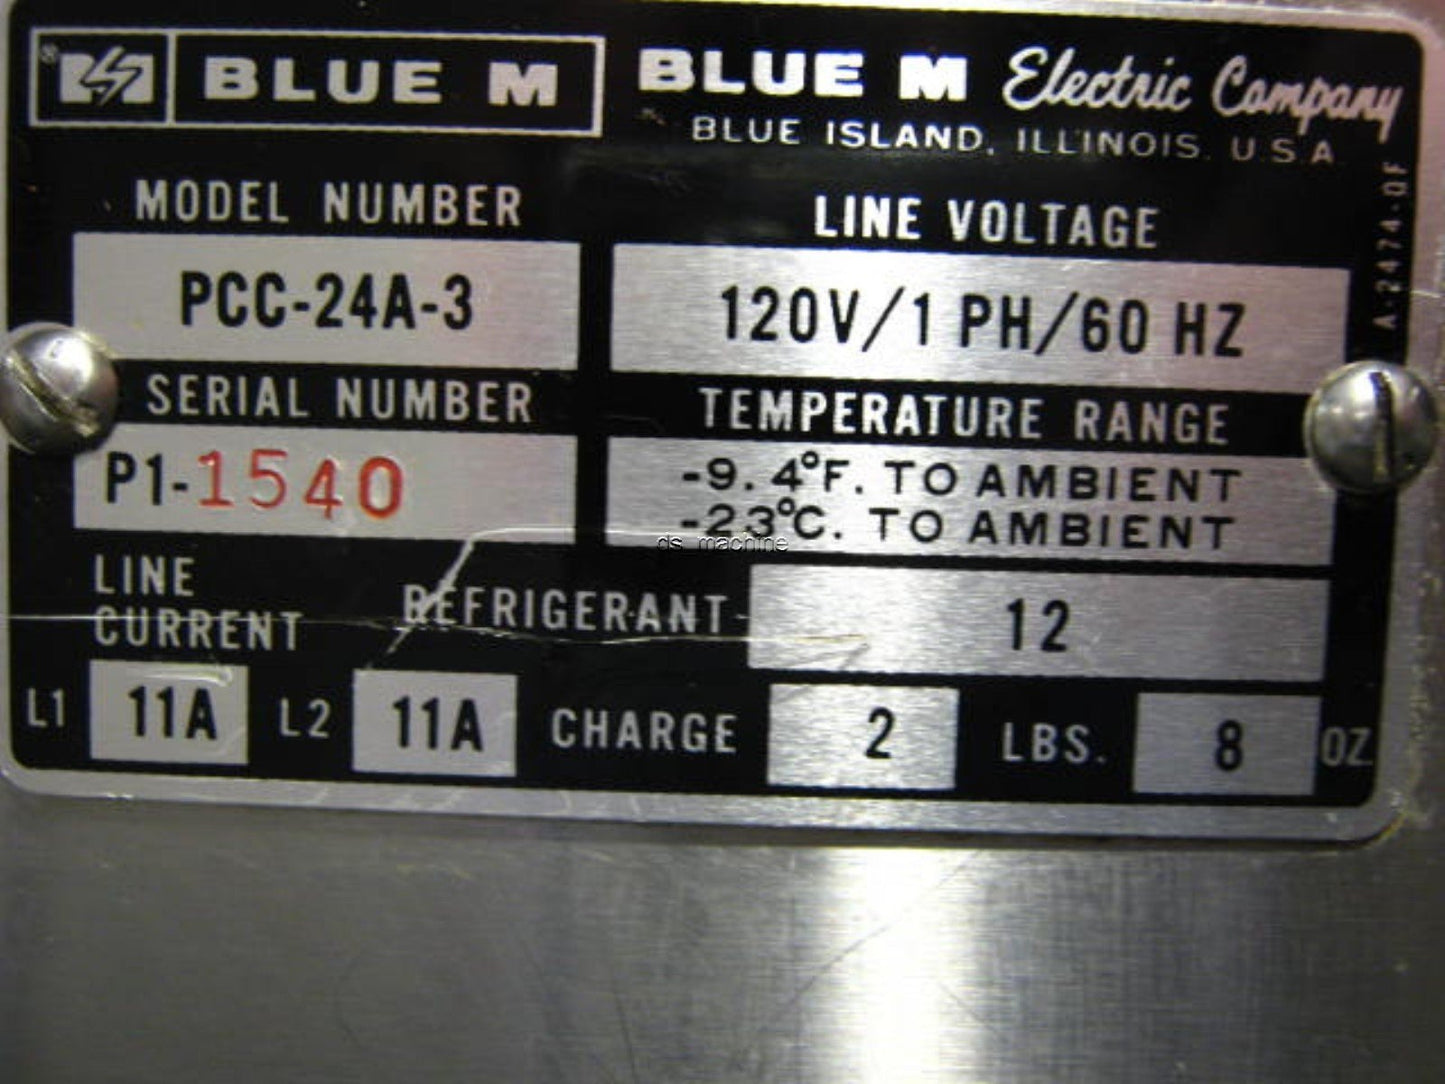 ® BLUE M
BLUE M Electric Company
BLUE ISLAND, ILLINOIS, U.S.A.
MODEL NUMBER
PCC-24A-3
LINE VOLTAGE
120V/1 PH/60 HZ
SERIAL NUMBER
P1-1540
TEMPERATURE RANGE
-9.4°F. TO AMBIENT
-23°C. TO AMBIENT
ds_machine
LINE
CURRENT
REFRIGERANT
12
L1 11A L2 11A
CHARGE 2 LBS. 8 OZ.
A-2474-QF